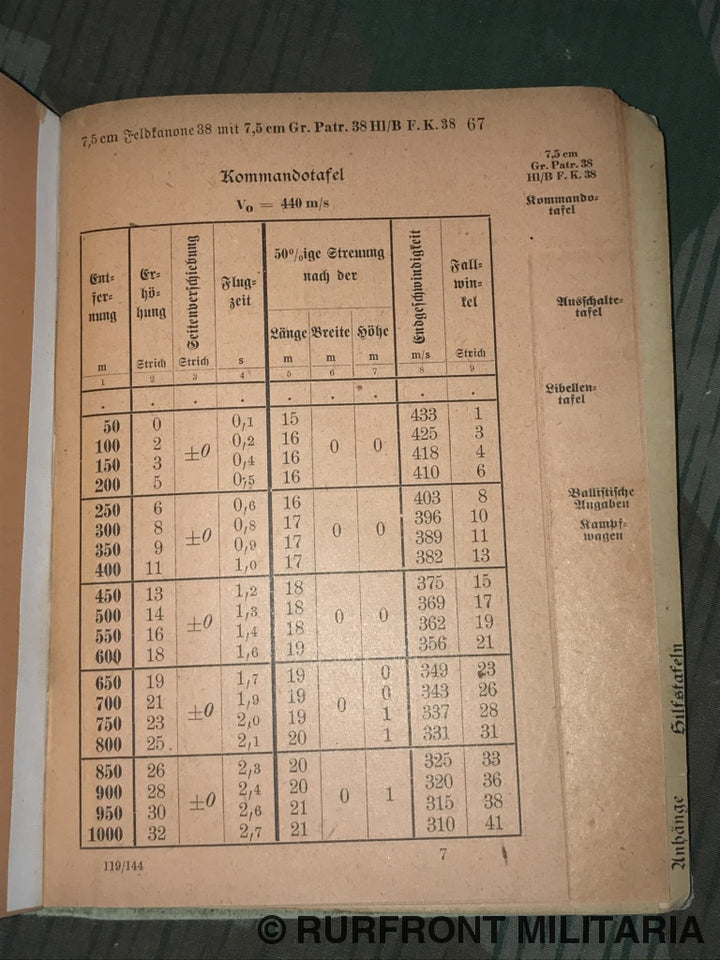 7,5 cm Feldkanone 38 mit 7,5 cm Gr. Patr. 38 Hl/B F. K. 38 67
Kommandotafel
V₀ = 440 m/s
Ent=
fer=
nung
m
1
Er=
hö=
hung
Strich
2
Seitenverschiebung
Strich
3
Flug=
zeit
s
4
50%ige Streuung
nach der
Länge Breite Höhe
m m m
5 6 7
Endgeschwindigkeit
m/s
8
Fall=
win=
kel
Strich
9
. . . . . . . . .
50 0 0,1 15 433 1
100 2 0,2 16 425 3
±0 0 0
150 3 0,4 16 418 4
200 5 0,5 16 410 6
250 6 0,6 16 403 8
300 8 0,8 17 396 10
±0 0 0
350 9 0,9 17 389 11
400 11 1,0 17 382 13
450 13 1,2 18 375 15
500 14 1,3 18 369 17
±0 0 0
550 16 1,4 18 362 19
600 18 1,6 19 356 21
650 19 1,7 19 0 349 23
700 21 1,9 19 0 343 26
±0 0
750 23 2,0 19 1 337 28
800 25 2,1 20 1 331 31
850 26 2,3 20 325 33
900 28 2,4 20 320 36
±0 0 1
950 30 2,6 21 315 38
1000 32 2,7 21 310 41
119/144
7
7,5 cm
Gr. Patr. 38
Hl/B F. K. 38
Kommando=
tafel
Ausschalte=
tafel
Libellen=
tafel
Ballistische
Angaben
Kampf=
wagen
Hilfstafeln
Anhänge
© RURFRONT MILITARIA